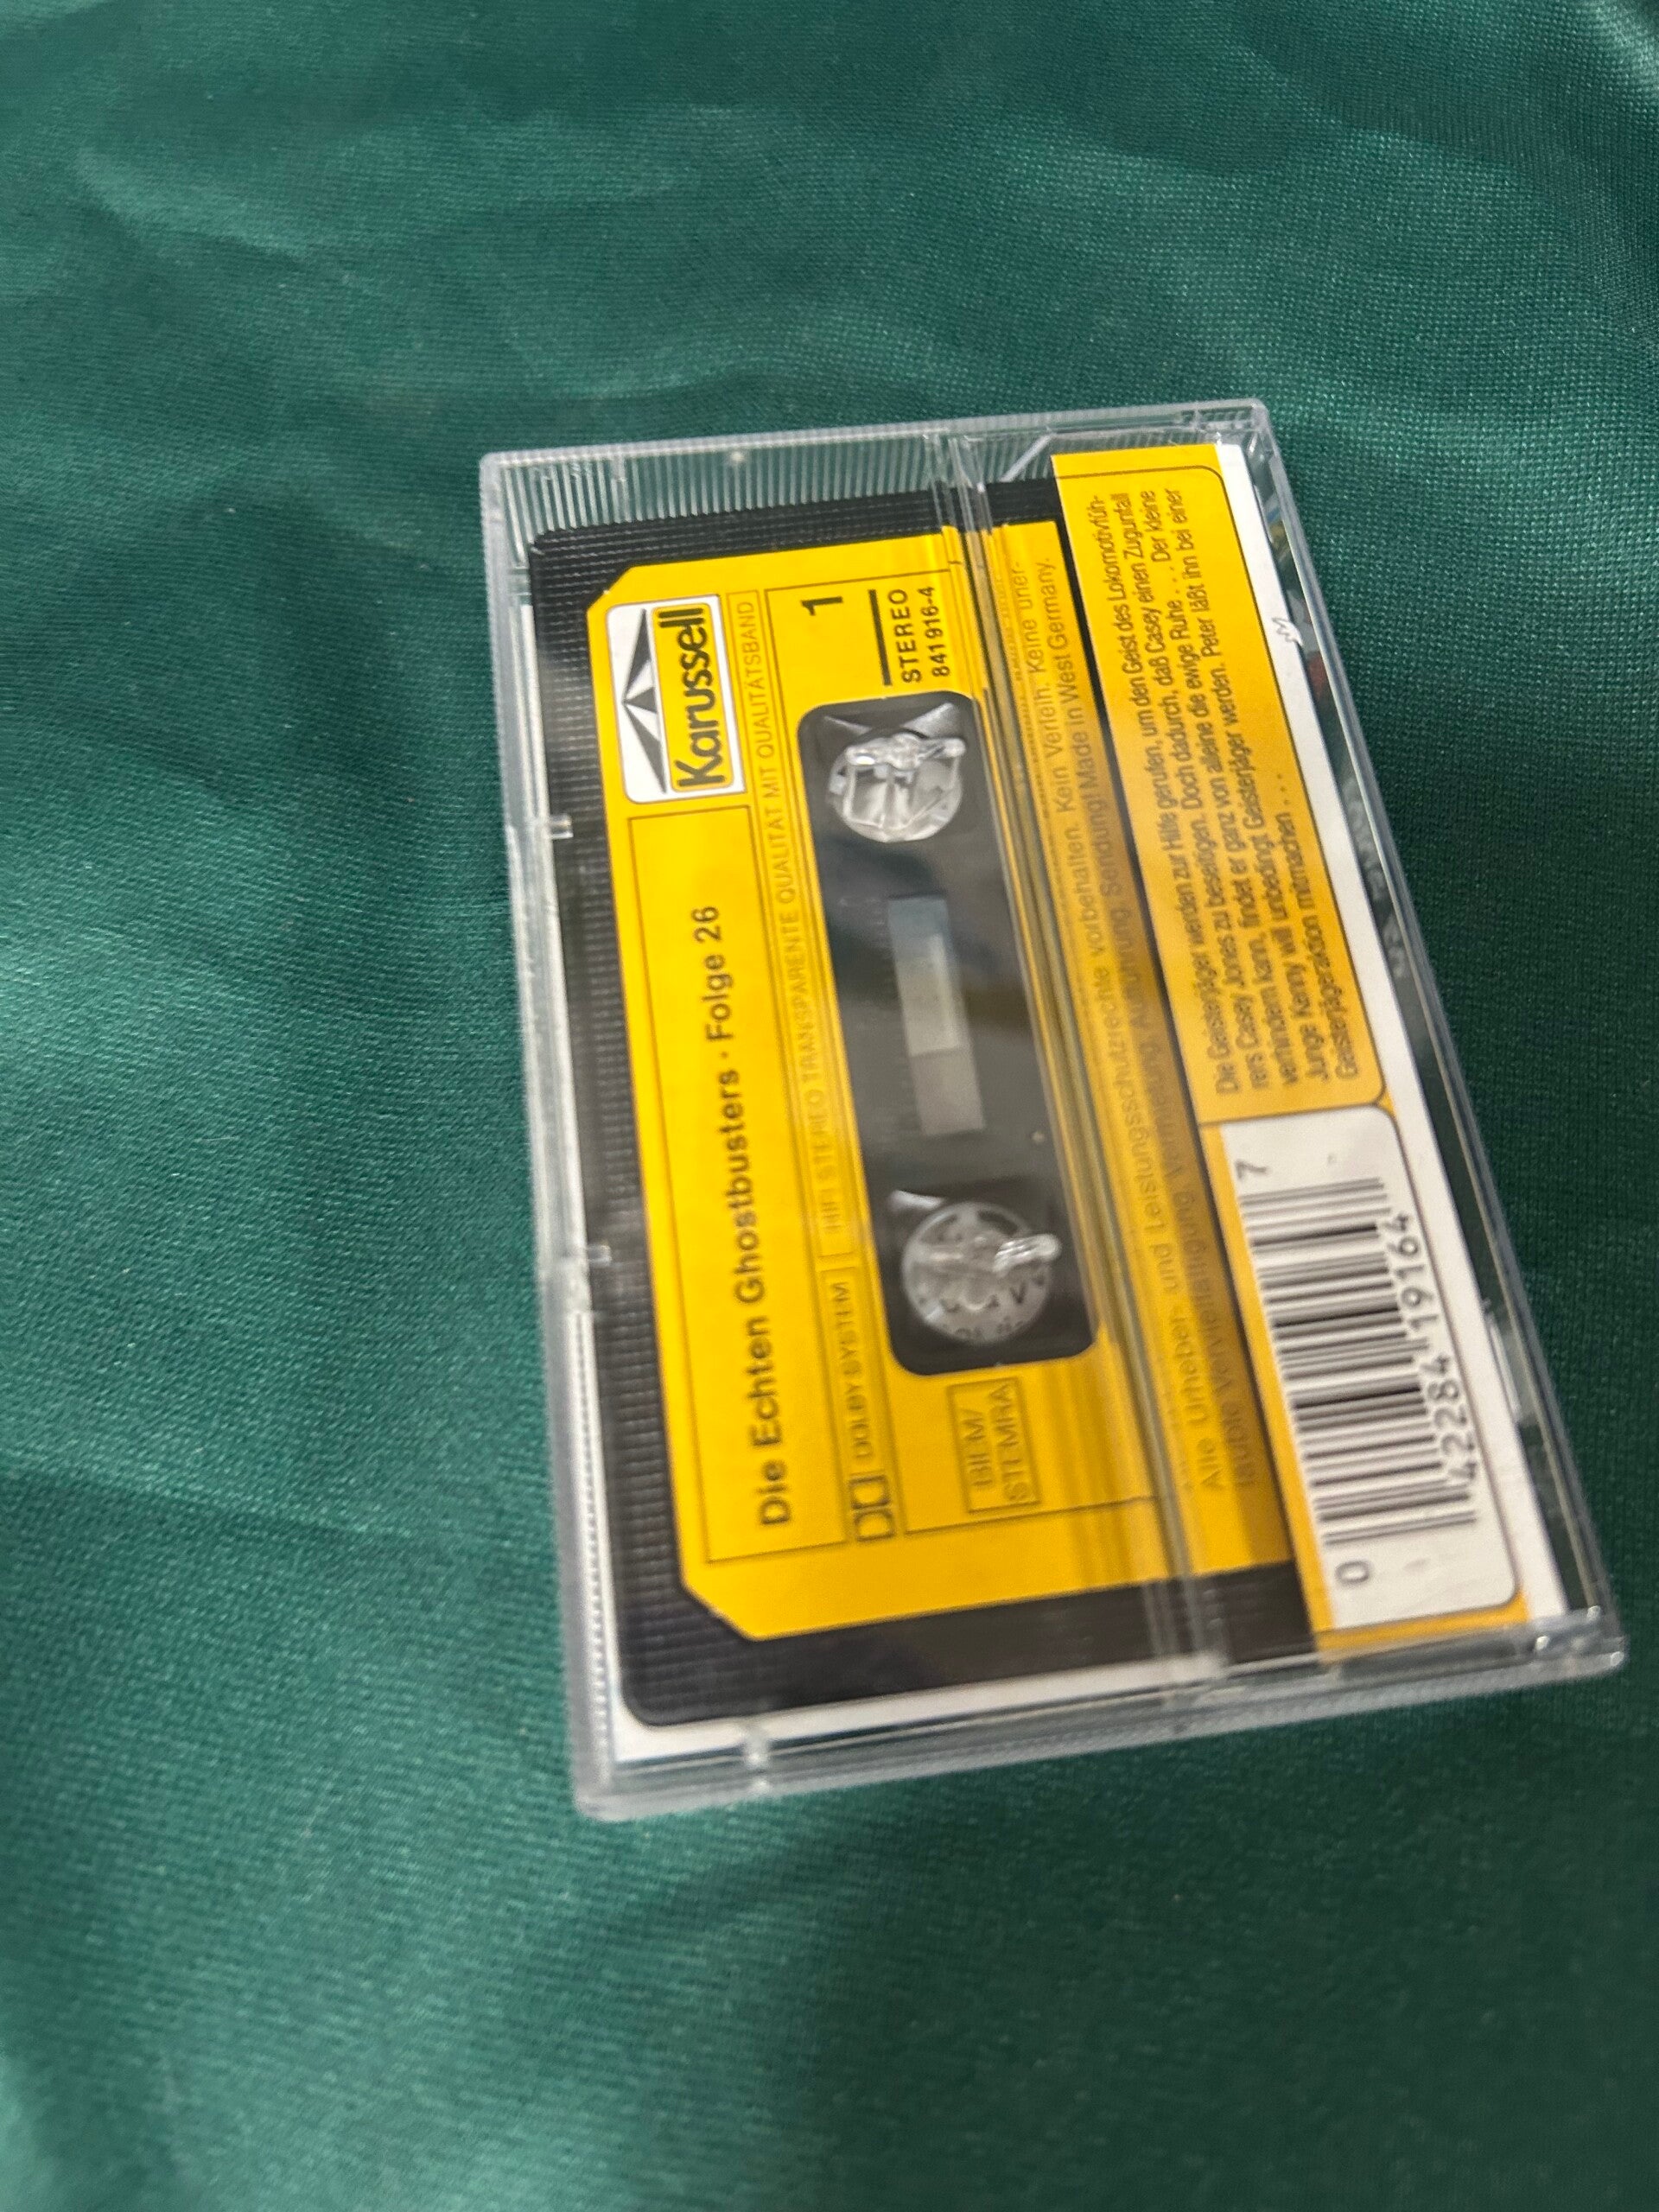 Karussell
Die Echten Ghostbusters · Folge 26
DOLBY SYSTEM HIFI STEREO TRANSPARENTE QUALITÄT MIT QUALITÄTSBAND
1
STEREO
841916-4
BIEM/
STEMRA
Alle Urheber- und Leistungsschutzrechte vorbehalten. Kein Verleih. Keine uner-
laubte Vervielfältigung, Vermietung, Aufführung, Sendung! Made in West Germany.
Die Geisterjäger werden zur Hilfe gerufen, um den Geist des Lokomotivfüh-
rers Casey Jones zu beseitigen. Doch dadurch, daß Casey einen Zugunfall
verhindern kann, findet er ganz von alleine die ewige Ruhe . . . Der kleine
Junge Kenny will unbedingt Geisterjäger werden. Peter läßt ihn bei einer
Geisterjägeraktion mitmachen . . .
0 42284 19164 7